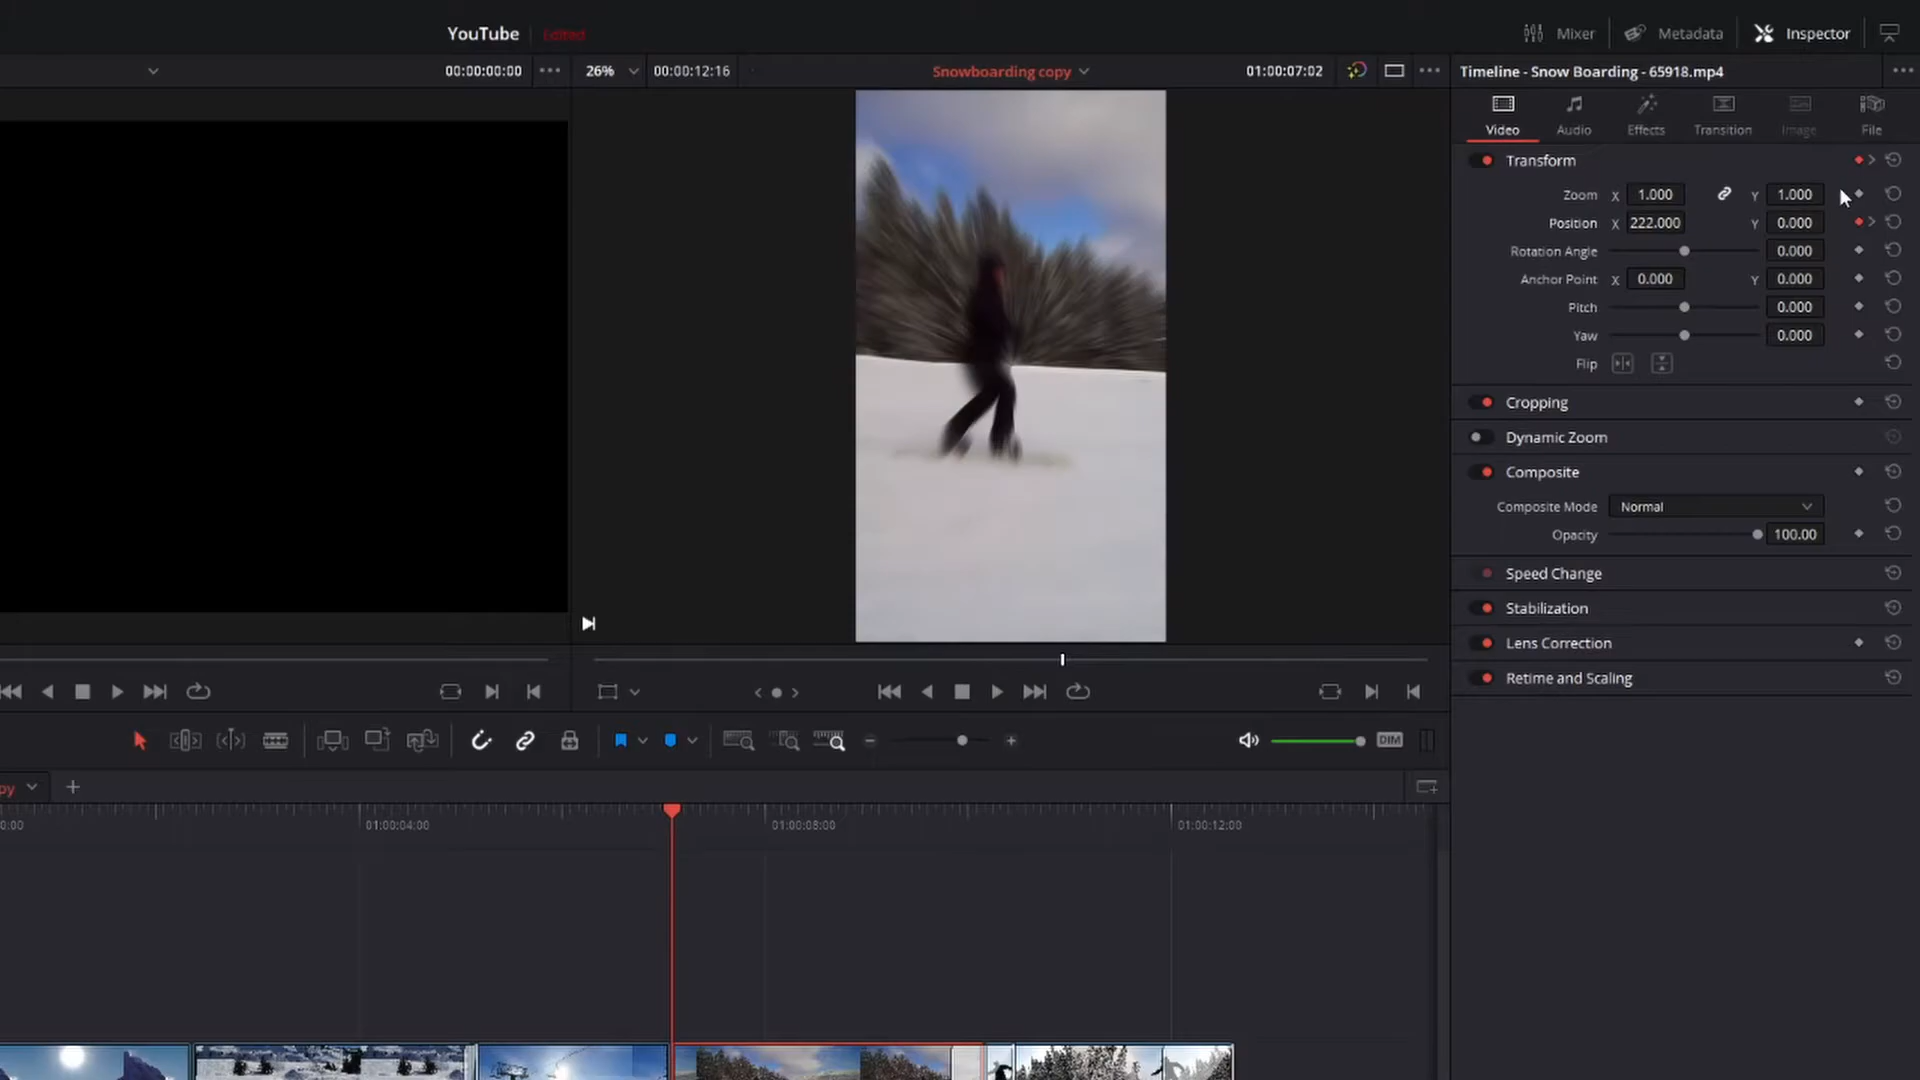 YouTube Edited
Mixer Metadata Inspector
00:00:00:00 26% 00:00:12:16 Snowboarding copy 01:00:07:02 Timeline - Snow Boarding - 65918.mp4
Video Audio Effects Transition Image File
Transform
Zoom X 1.000 Y 1.000
Position X 222.000 Y 0.000
Rotation Angle 0.000
Anchor Point X 0.000 Y 0.000
Pitch 0.000
Yaw 0.000
Flip
Cropping
Dynamic Zoom
Composite
Composite Mode Normal
Opacity 100.00
Speed Change
Stabilization
Lens Correction
Retime and Scaling
DIM
py
0:00 01:00:04:00 01:00:08:00 01:00:12:00